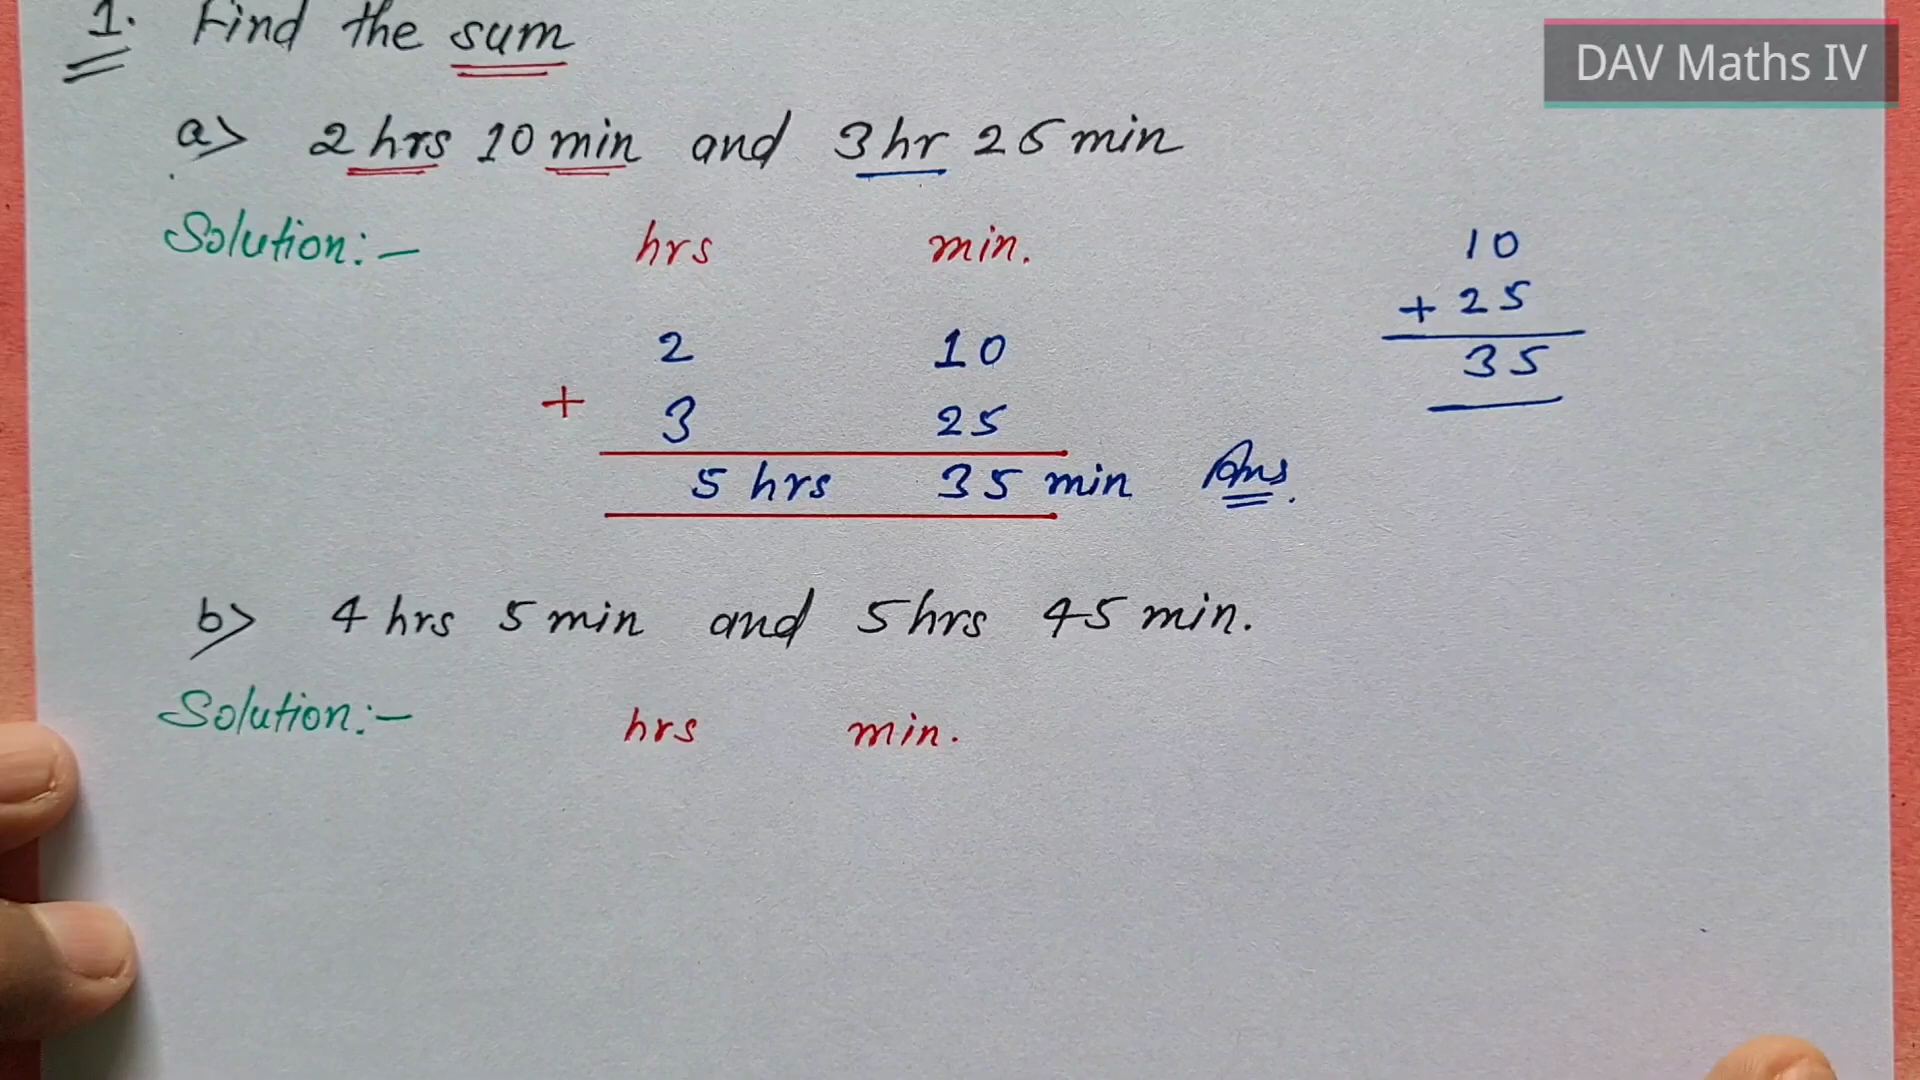 DAV Maths IV
1. Find the sum
a> 2 hrs 10 min and 3 hr 25 min
Solution:- hrs min.
2 10
+ 3 25
5 hrs 35 min Ans.
10
+ 25
35
b> 4 hrs 5 min and 5 hrs 45 min.
Solution:- hrs min.